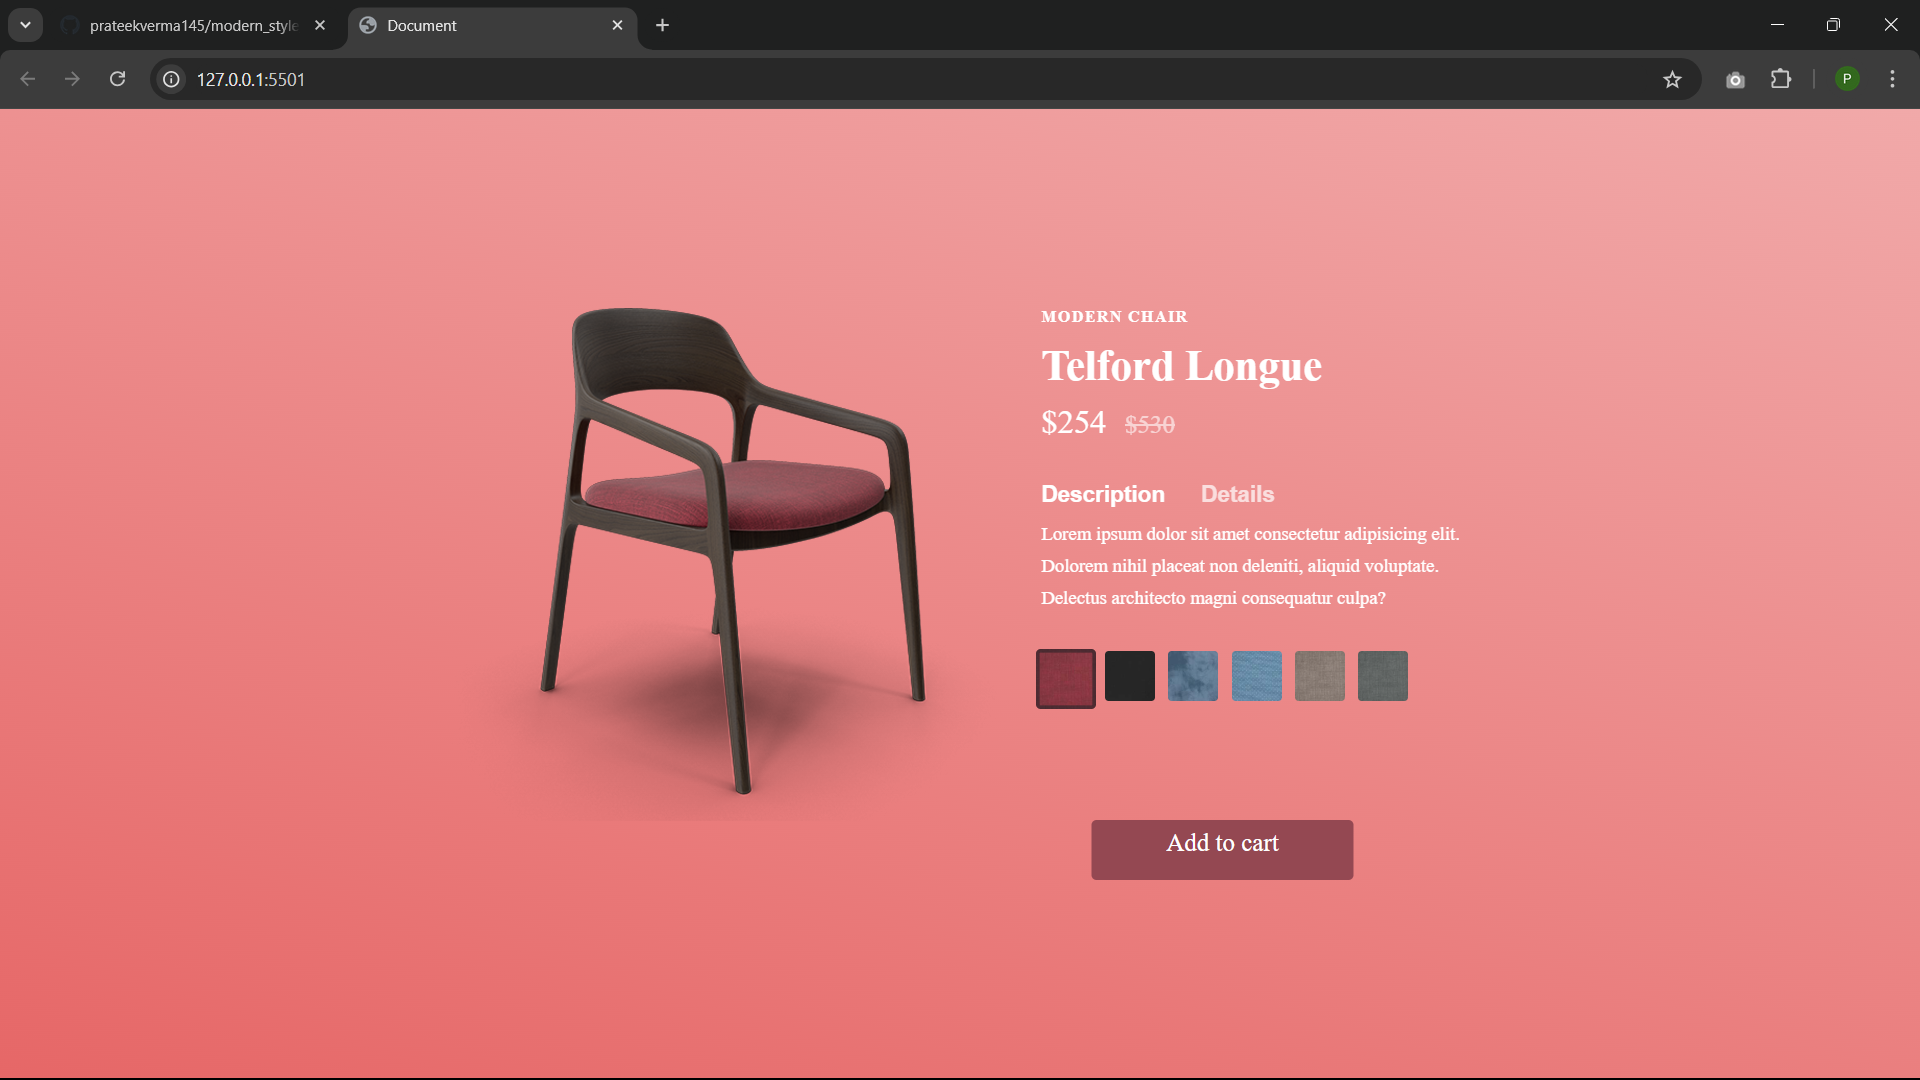 prateekverma145/modern_style
Document
127.0.0.1:5501
P
MODERN CHAIR
Telford Longue
$254 $530
Description Details
Lorem ipsum dolor sit amet consectetur adipisicing elit.
Dolorem nihil placeat non deleniti, aliquid voluptate.
Delectus architecto magni consequatur culpa?
Add to cart